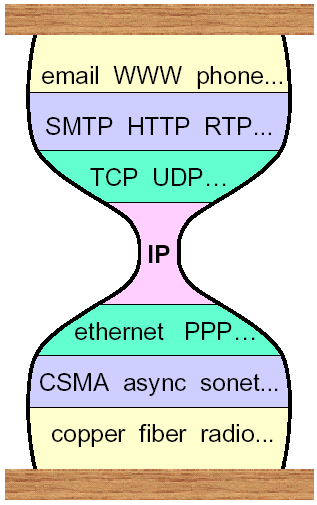 email WWW phone...
SMTP HTTP RTP...
TCP UDP...
IP
ethernet PPP...
CSMA async sonet...
copper fiber radio...